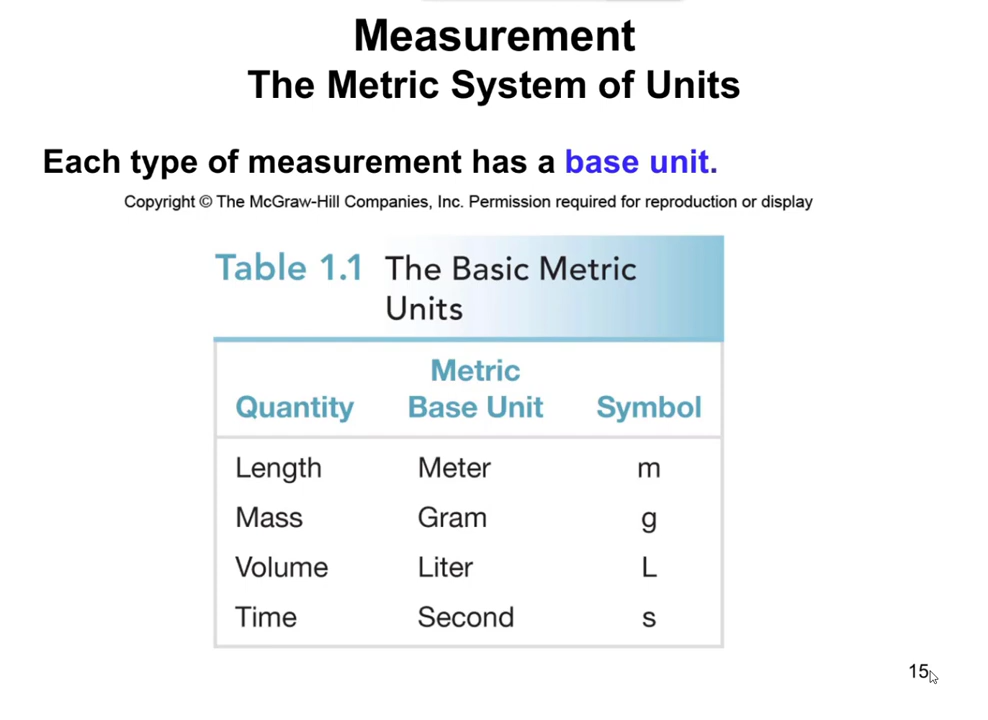 Measurement
The Metric System of Units
Each type of measurement has a base unit.
Copyright © The McGraw-Hill Companies, Inc. Permission required for reproduction or display
Table 1.1 The Basic Metric
Units
Metric
Quantity Base Unit Symbol
Length Meter m
Mass Gram g
Volume Liter L
Time Second s
15